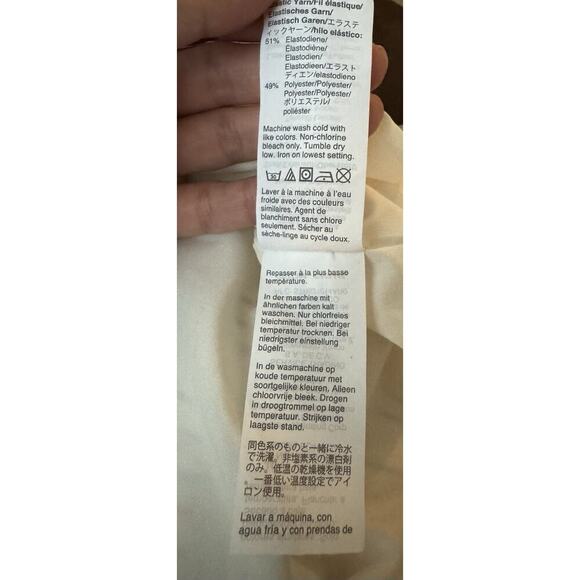 Elastic Yarn/Fil élastique/
Elastisches Garn/
Elastisch Garen/エラステ
ィックヤーン/hilo elástico:
51% Elastodiene/
Élastodiène/
Elastodien/
Elastodieen/エラスト
ディエン/elastodieno
49% Polyester/Polyester/
Polyester/Polyester/
ポリエステル/
poliéster
Machine wash cold with
like colors. Non-chlorine
bleach only. Tumble dry
low. Iron on lowest setting.
Laver à la machine à l'eau
froide avec des couleurs
similaires. Agent de
blanchiment sans chlore
seulement. Sécher au
sèche-linge au cycle doux.
Repasser à la plus basse
température.
In der maschine mit
ähnlichen farben kalt
waschen. Nur chlorfreies
bleichmittel. Bei niedriger
temperatur trocknen. Bei
niedrigster einstellung
bügeln.
In de wasmachine op
koude temperatuur met
soortgelijke kleuren. Alleen
chloorvrije bleek. Drogen
in droogtrommel op lage
temperatuur. Strijken op
laagste stand.
同色系のものと一緒に冷水
で洗濯。非塩素系の漂白剤
のみ。低温の乾燥機を使用
。一番低い温度設定でアイ
ロン使用。
Lavar a máquina, con
agua fría y con prendas de